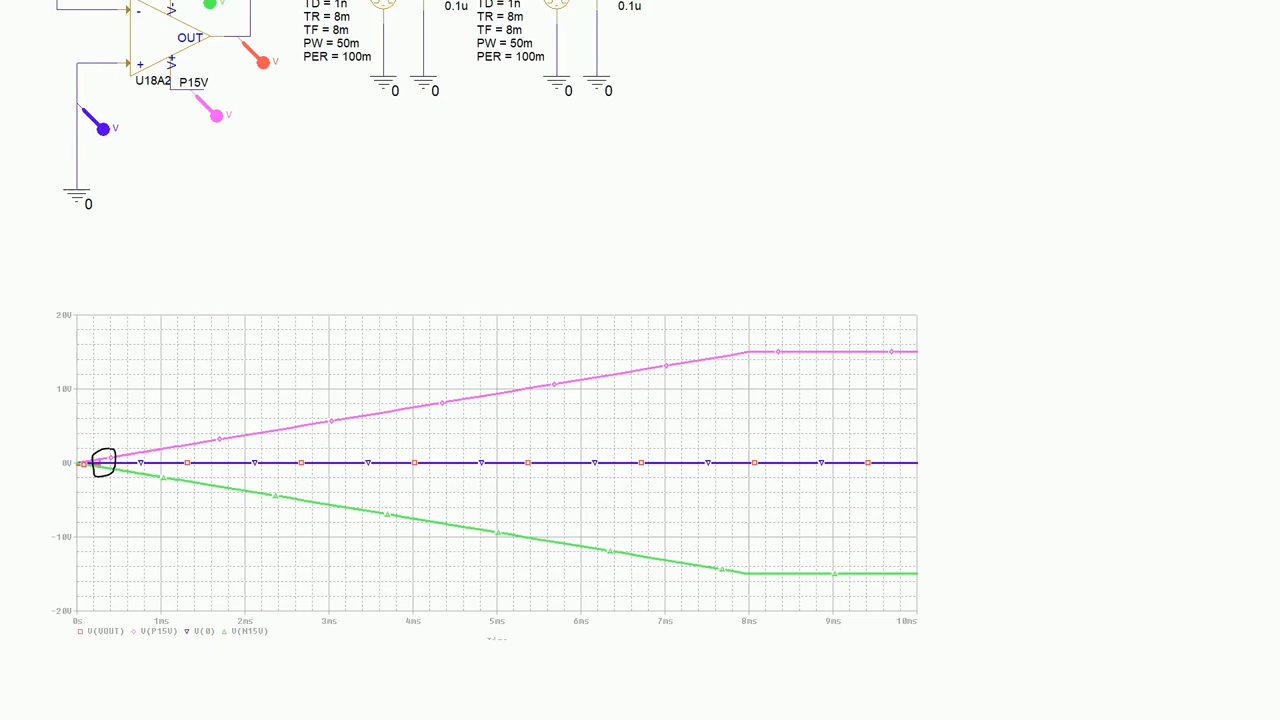 TD = 1n
TR = 8m
TF = 8m
PW = 50m
PER = 100m
0.1u
TD = 1n
TR = 8m
TF = 8m
PW = 50m
PER = 100m
0.1u
V
-
OUT
V
+
V+
U18A2
P15V
V
V
0
0
0
0
0
20V
10V
0V
-10V
-20V
0s 1ms 2ms 3ms 4ms 5ms 6ms 7ms 8ms 9ms 10ms
V(VOUT) V(P15V) V(0) V(N15V)